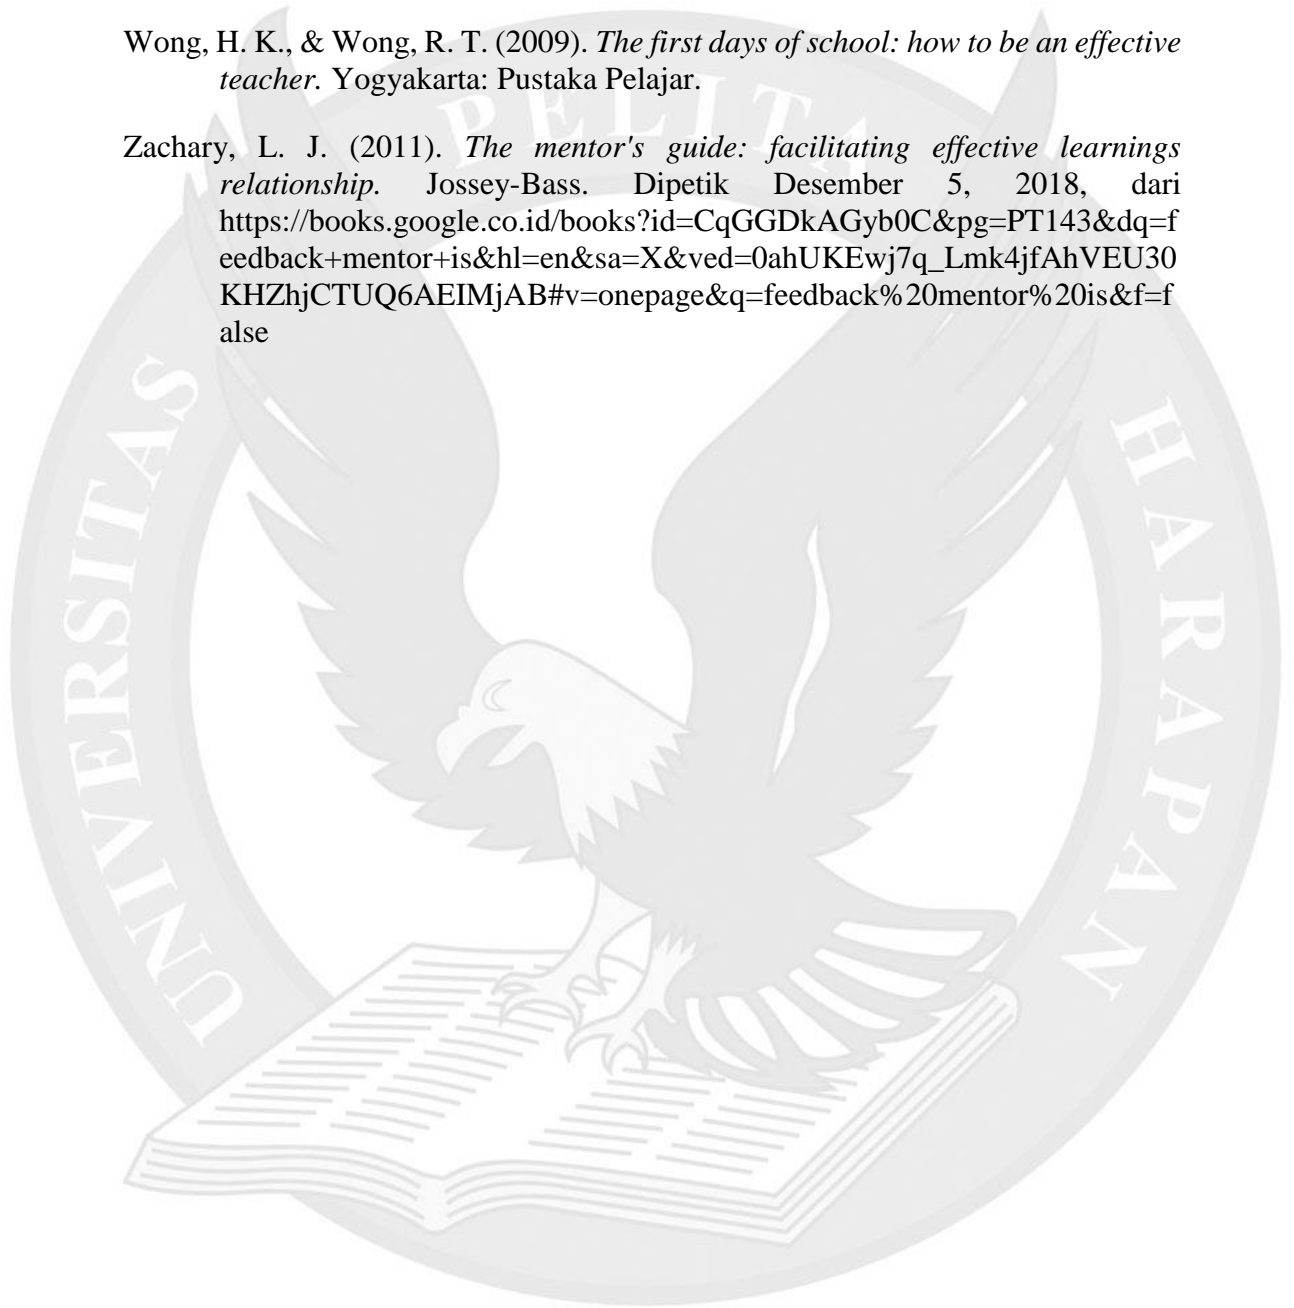 Wong, H. K., & Wong, R. T. (2009). The first days of school: how to be an effective
teacher. Yogyakarta: Pustaka Pelajar.
Zachary, L. J. (2011). The mentor's guide: facilitating effective learnings
relationship. Jossey-Bass. Dipetik Desember 5, 2018, dari
https://books.google.co.id/books?id=CqGGDkAGyb0C&pg=PT143&dq=f
eedback+mentor+is&hl=en&sa=X&ved=0ahUKEwj7q_Lmk4jfAhVEU30
KHZhjCTUQ6AEIMjAB#v=onepage&q=feedback%20mentor%20is&f=f
alse
UNIVERSITAS PELITA HARAPAN